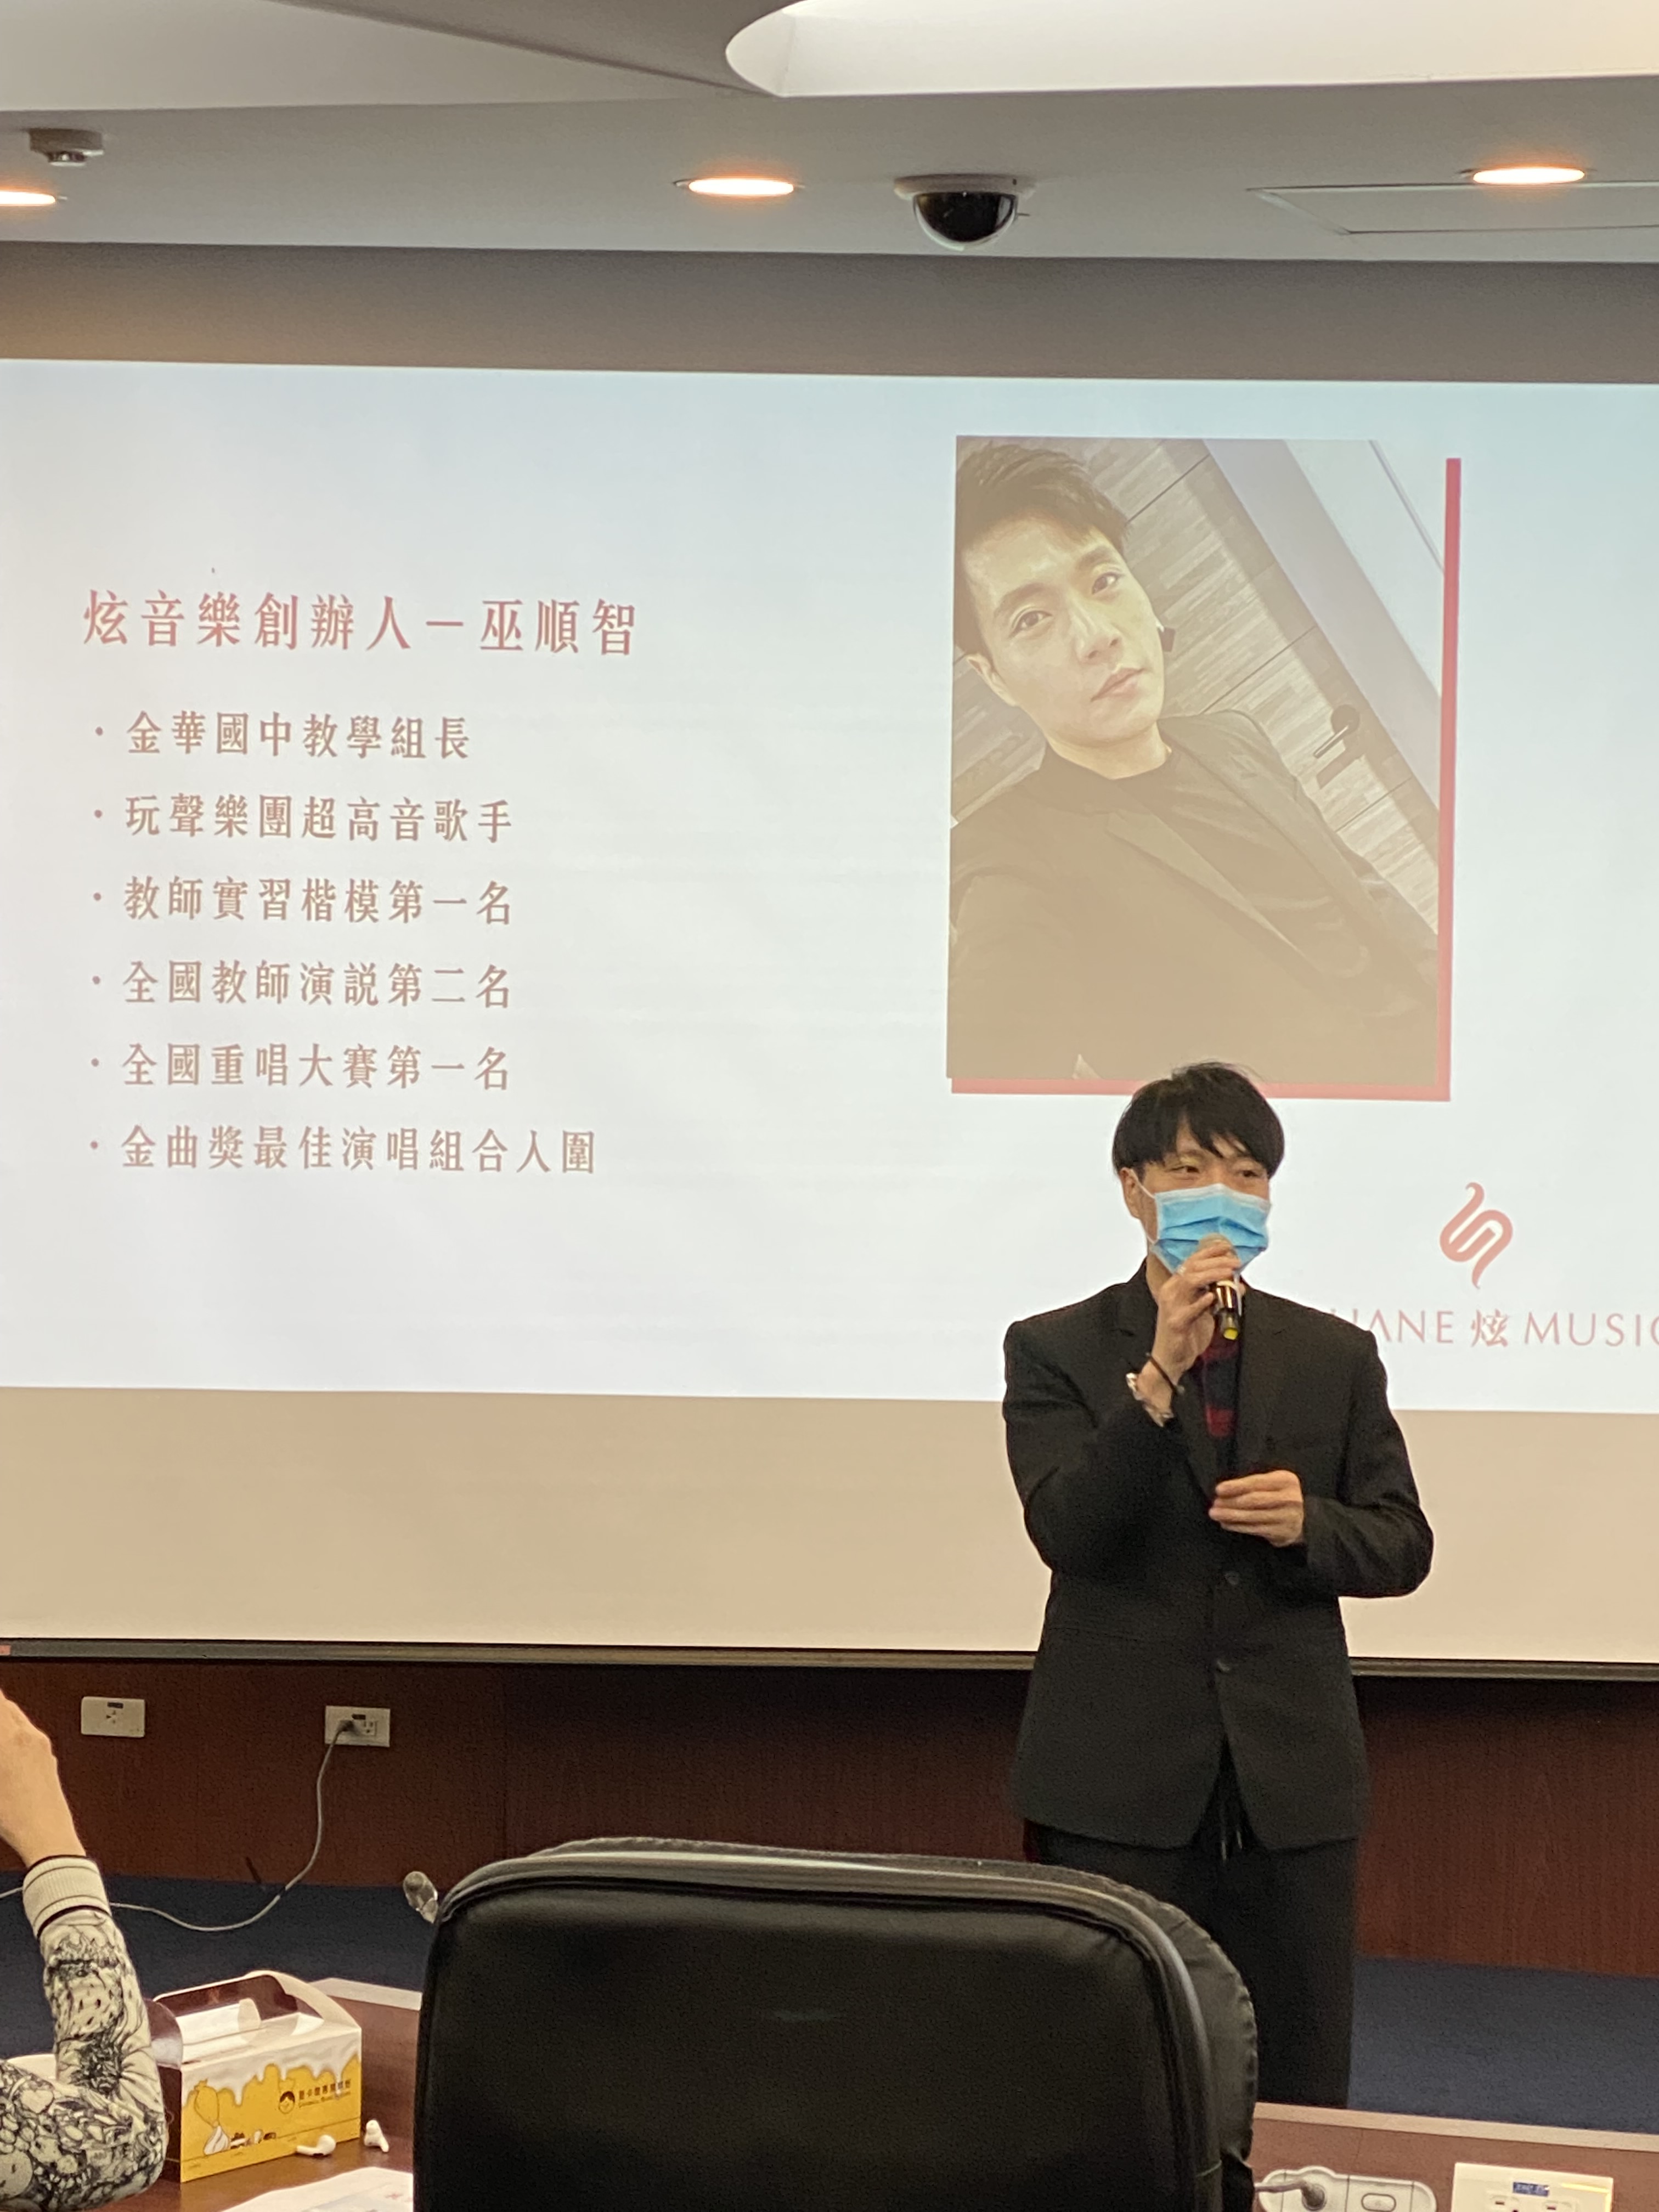 炫音樂創辦人－巫順智
・金華國中教學組長
・玩聲樂團超高音歌手
・教師實習楷模第一名
・全國教師演說第二名
・全國重唱大賽第一名
・金曲獎最佳演唱組合入圍
HANE 炫 MUSIC